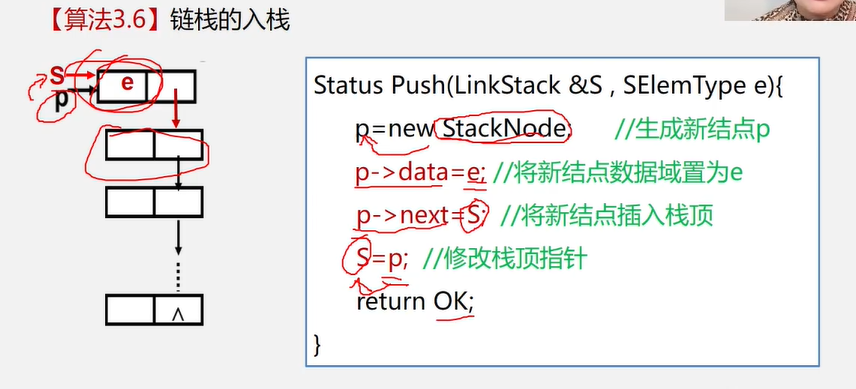 【算法3.6】链栈的入栈
S
p
e
∧
Status Push(LinkStack &S , SElemType e){
p=new StackNode; //生成新结点p
p->data=e; //将新结点数据域置为e
p->next=S; //将新结点插入栈顶
S=p; //修改栈顶指针
return OK;
}